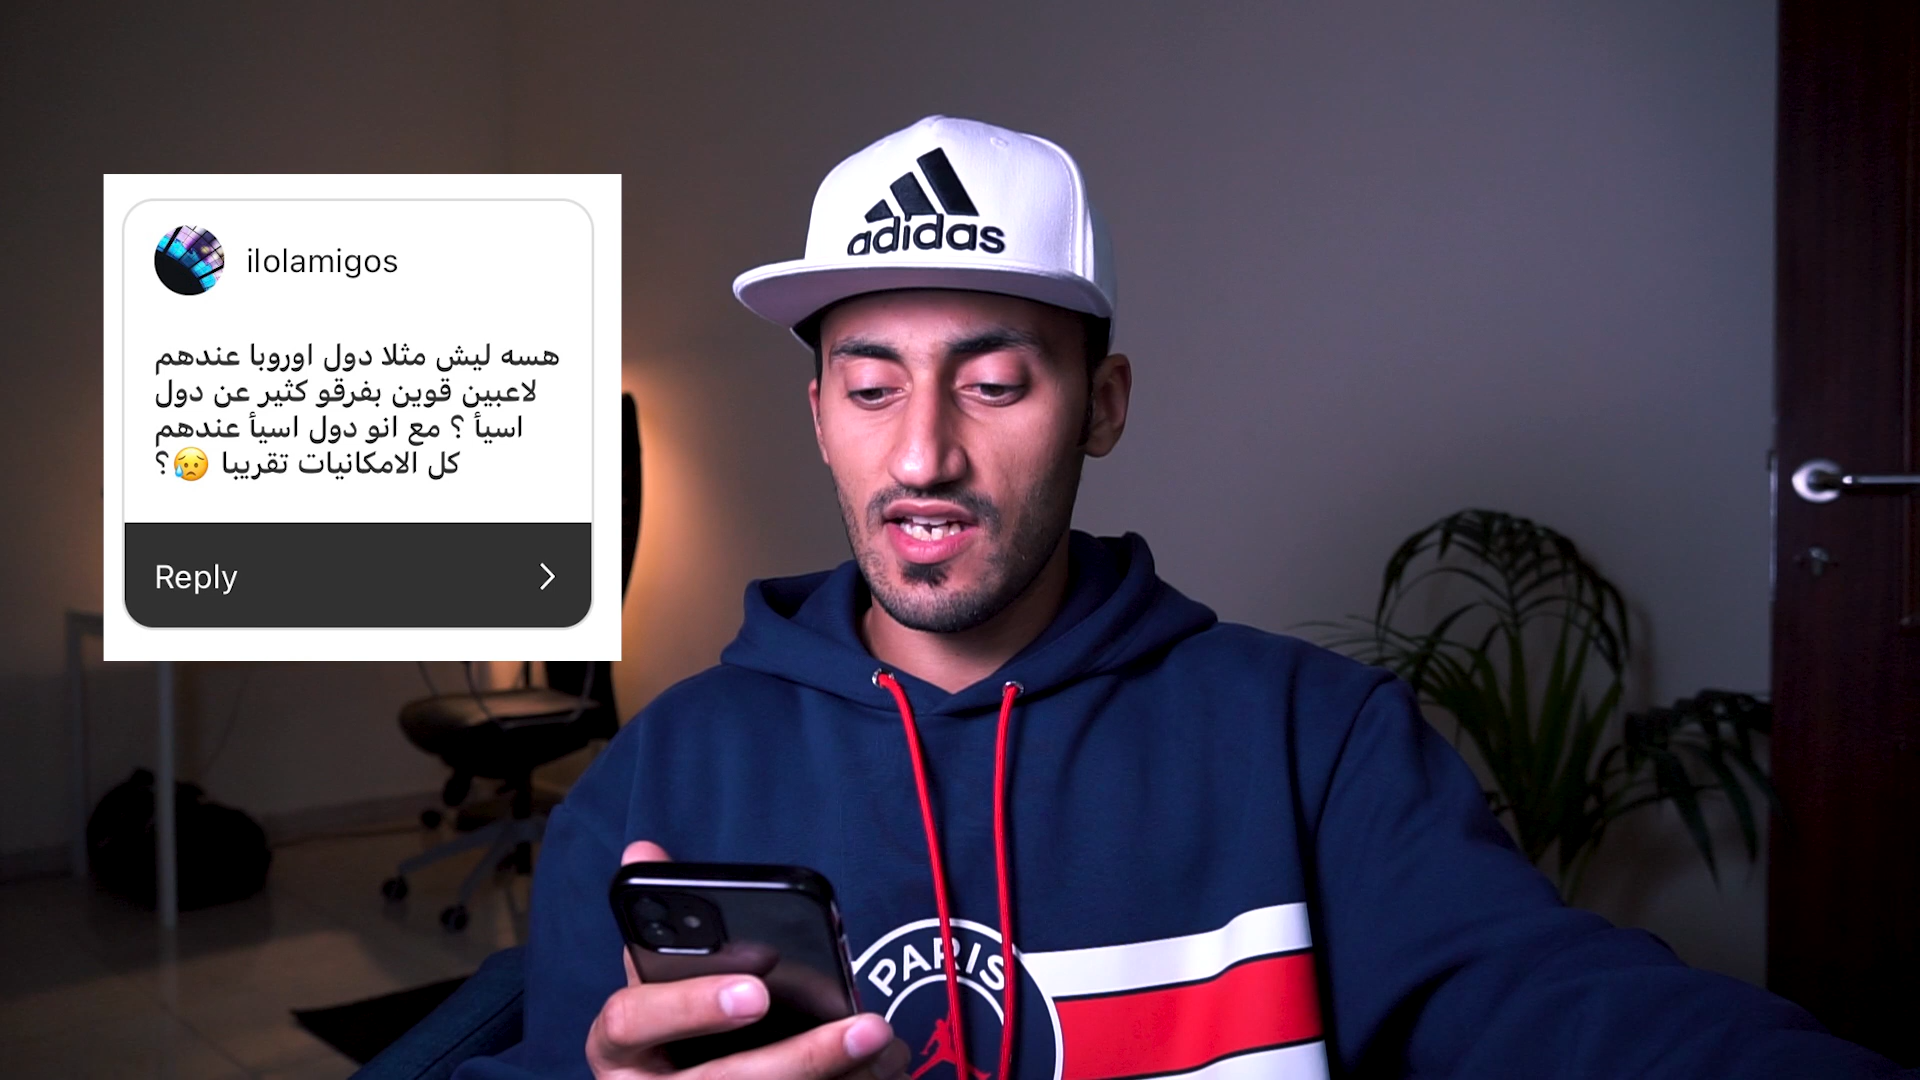 ilolamigos
هسه ليش مثلا دول اوروبا عندهم
لاعبين قوين بفرقو كثير عن دول
اسيأ ؟ مع انو دول اسيأ عندهم
كل الامكانيات تقريبا 😥؟
Reply
adidas
PARIS